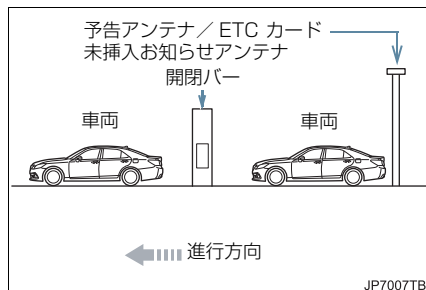 予告アンテナ／ETC カード
未挿入お知らせアンテナ
開閉バー
車両
車両
進行方向
JP7007TB